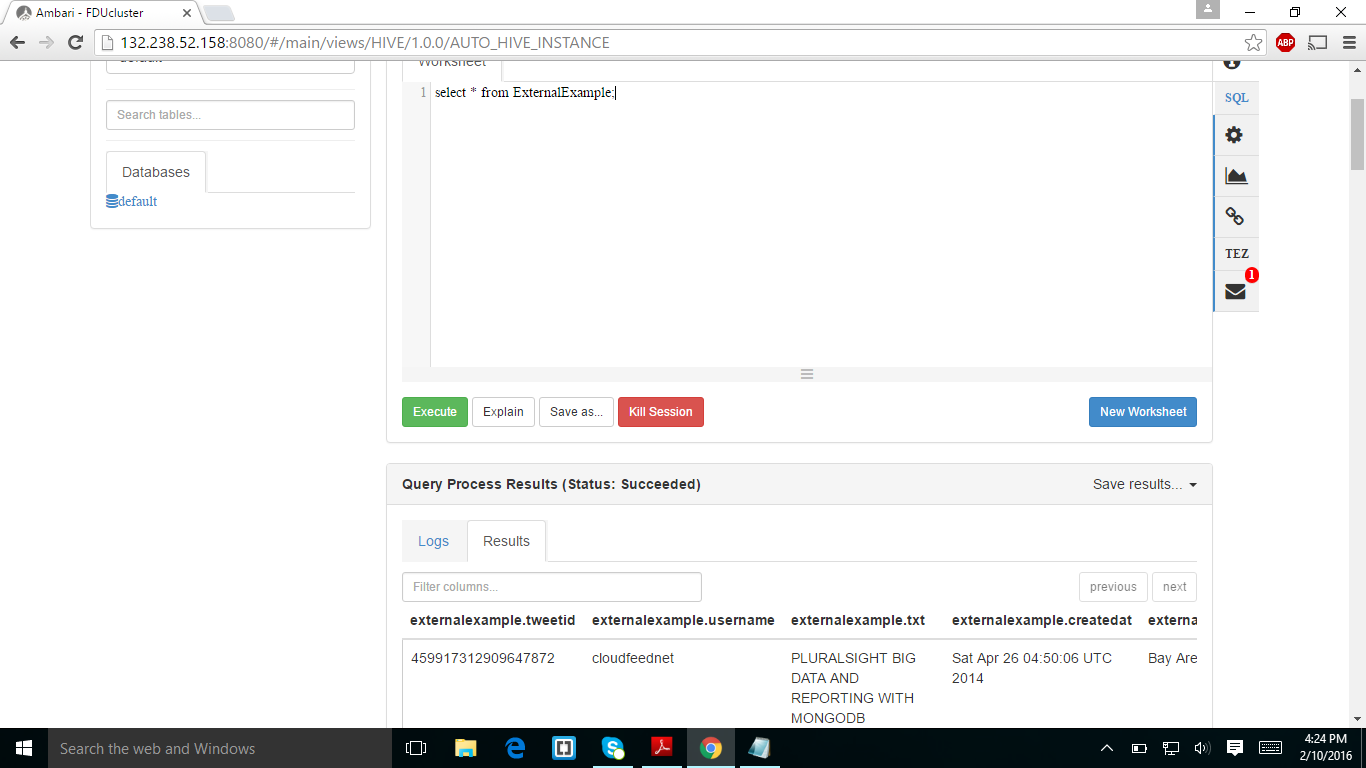 Ambari - FDUcluster
132.238.52.158:8080/#/main/views/HIVE/1.0.0/AUTO_HIVE_INSTANCE
ABP
default
Worksheet
Search tables...
Databases
default
1 select * from ExternalExample;
SQL
TEZ
1
Execute Explain Save as... Kill Session New Worksheet
Query Process Results (Status: Succeeded) Save results...
Logs Results
Filter columns... previous next
externalexample.tweetid externalexample.username externalexample.txt externalexample.createdat externa
459917312909647872 cloudfeednet PLURALSIGHT BIG Sat Apr 26 04:50:06 UTC Bay Are
DATA AND 2014
REPORTING WITH
MONGODB
Search the web and Windows
4:24 PM
2/10/2016